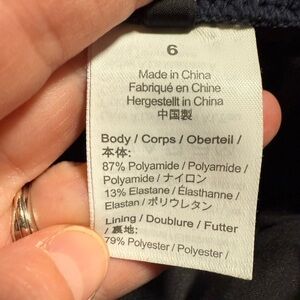 6
Made in China
Fabriqué en Chine
Hergestellt in China
中国製
Body / Corps / Oberteil /
本体:
87% Polyamide / Polyamide /
Polyamide / ナイロン
13% Elastane / Élasthanne /
Elastan / ポリウレタン
Lining / Doublure / Futter
/ 裏地:
79% Polyester / Polyester /